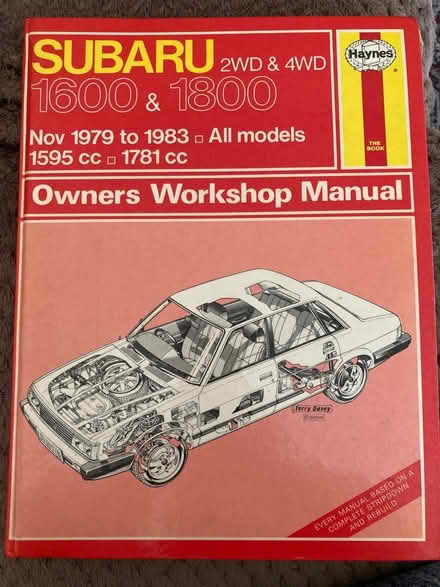 SUBARU 2WD & 4WD
1600 & 1800
Haynes
®
THE
BOOK
Nov 1979 to 1983 □ All models
1595 cc □ 1781 cc
Owners Workshop Manual
Terry Davey
EVERY MANUAL BASED ON A
COMPLETE STRIPDOWN
AND REBUILD